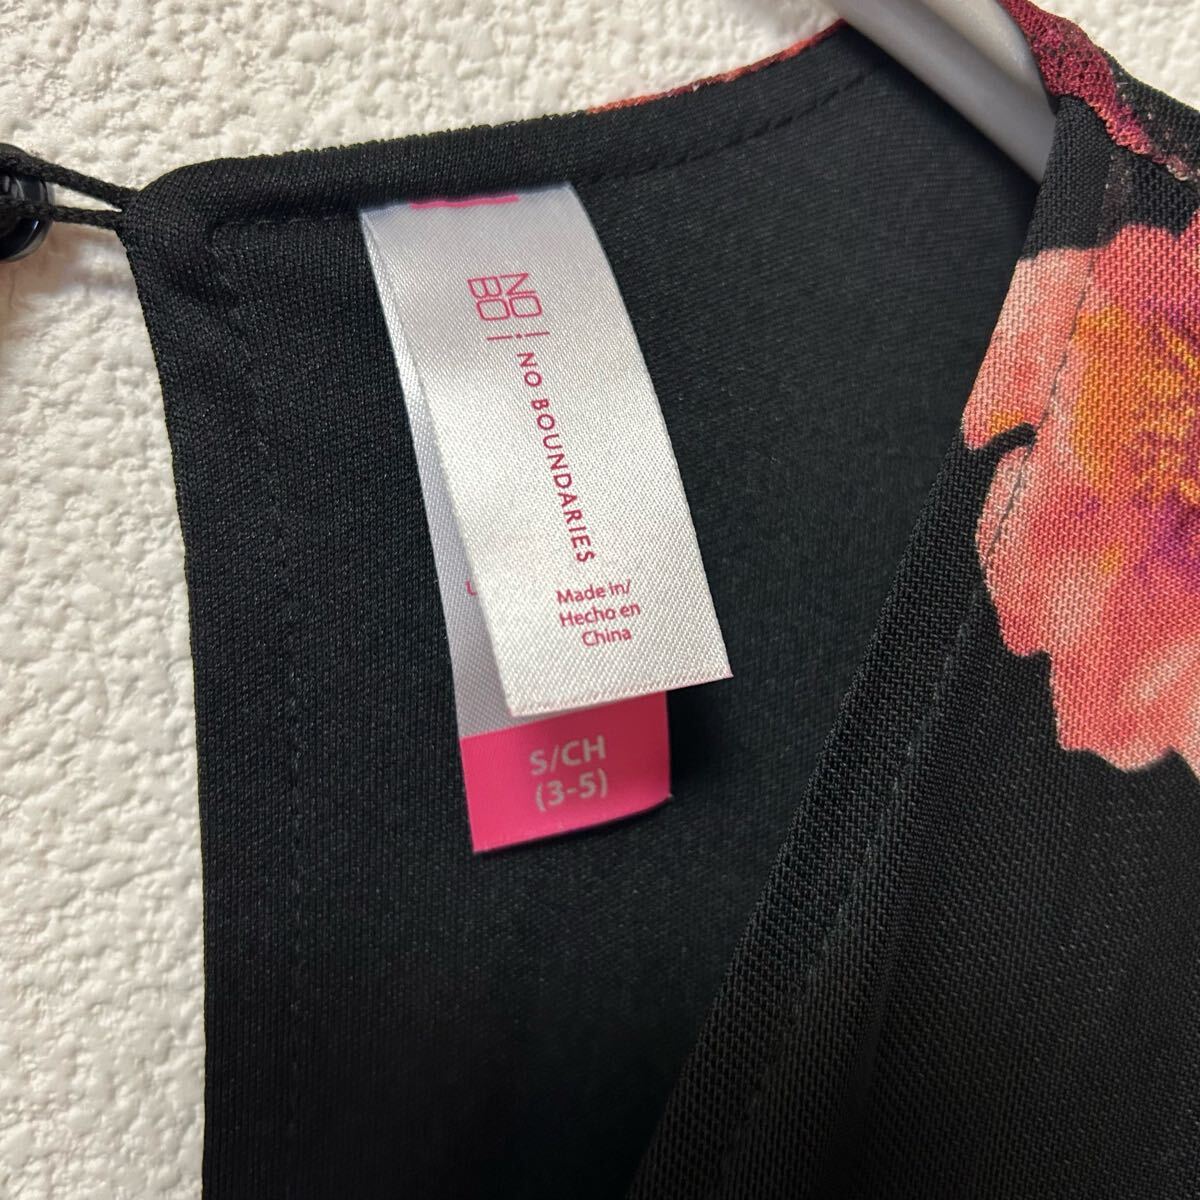 NO!
BO!
NO BOUNDARIES
Made in/
Hecho en
China
S/CH
(3-5)